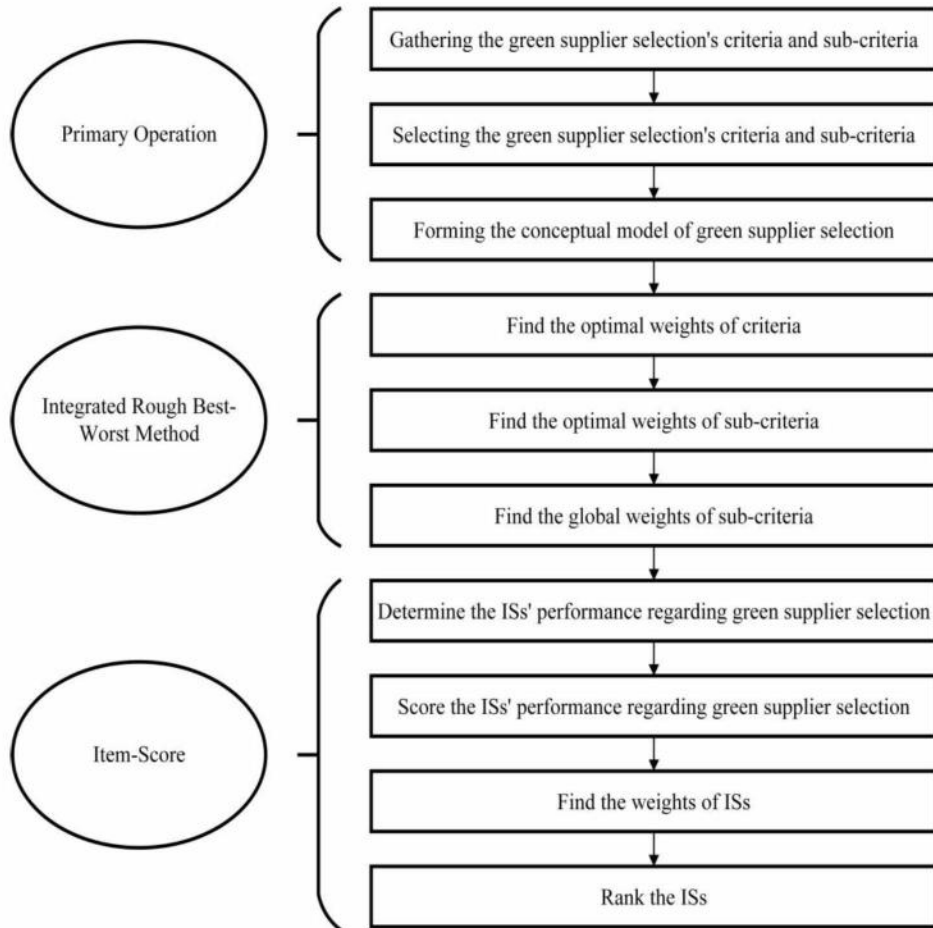 Gathering the green supplier selection's criteria and sub-criteria
Primary Operation
Selecting the green supplier selection's criteria and sub-criteria
Forming the conceptual model of green supplier selection
Find the optimal weights of criteria
Integrated Rough Best-
Worst Method
Find the optimal weights of sub-criteria
Find the global weights of sub-criteria
Determine the ISs' performance regarding green supplier selection
Score the ISs' performance regarding green supplier selection
Item-Score
Find the weights of ISs
Rank the ISs